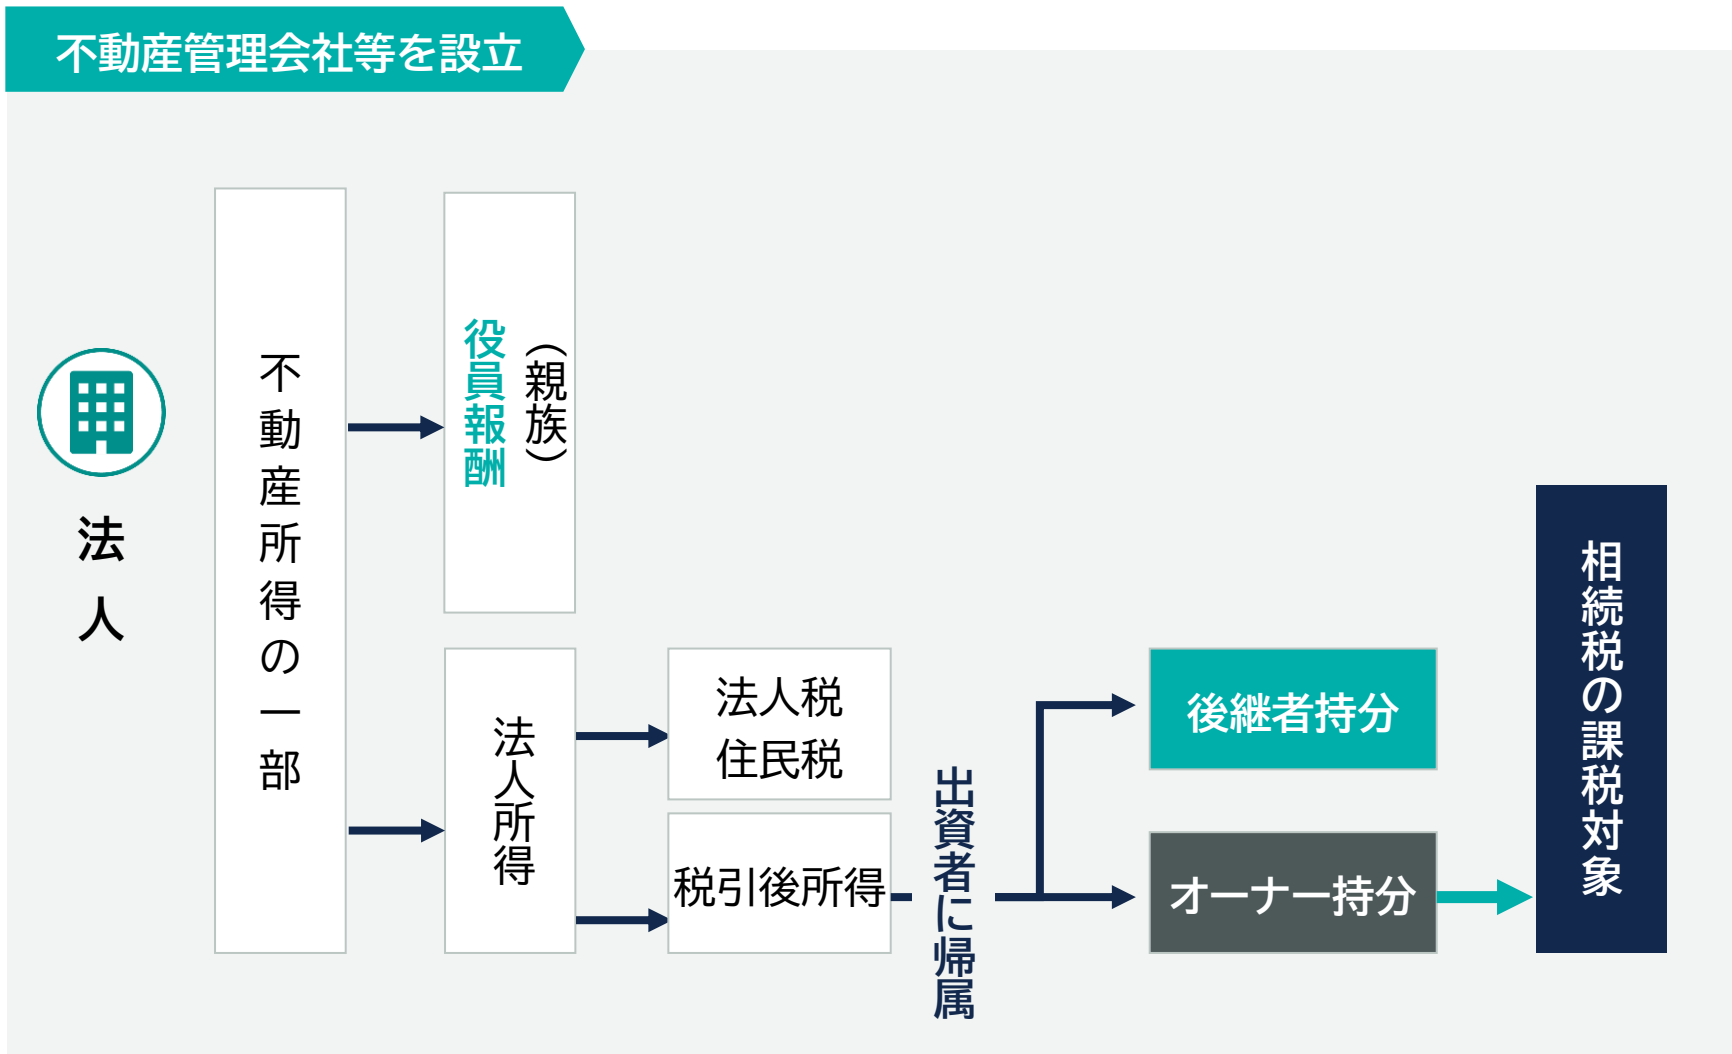 不動産管理会社等を設立
法人
不動産所得の一部
役員報酬
（親族）
法人所得
法人税
住民税
税引後所得
出資者に帰属
後継者持分
オーナー持分
相続税の課税対象